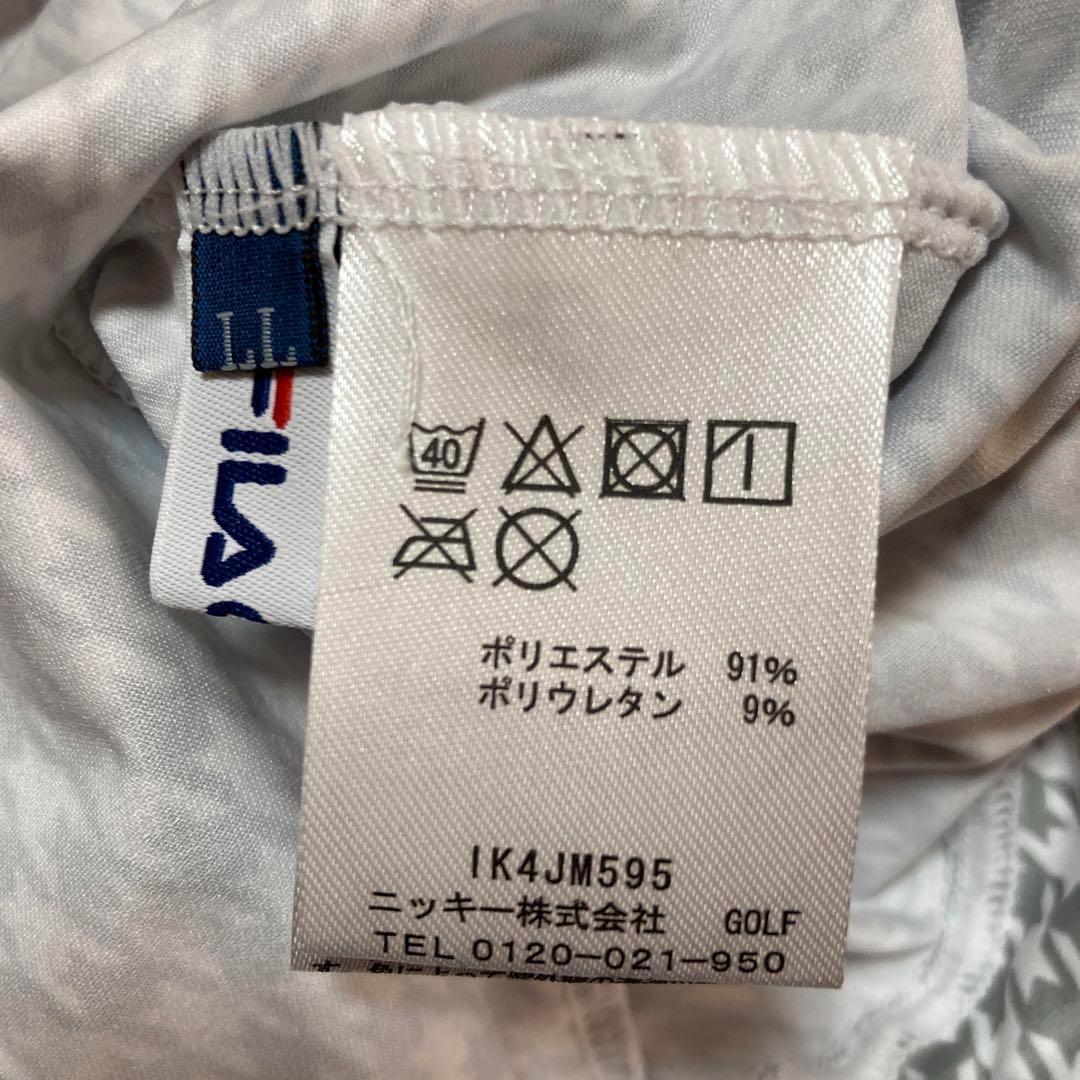 LL
FILA
40
ポリエステル 91%
ポリウレタン 9%
IK4JM595
ニッキー株式会社 GOLF
TEL 0120-021-950